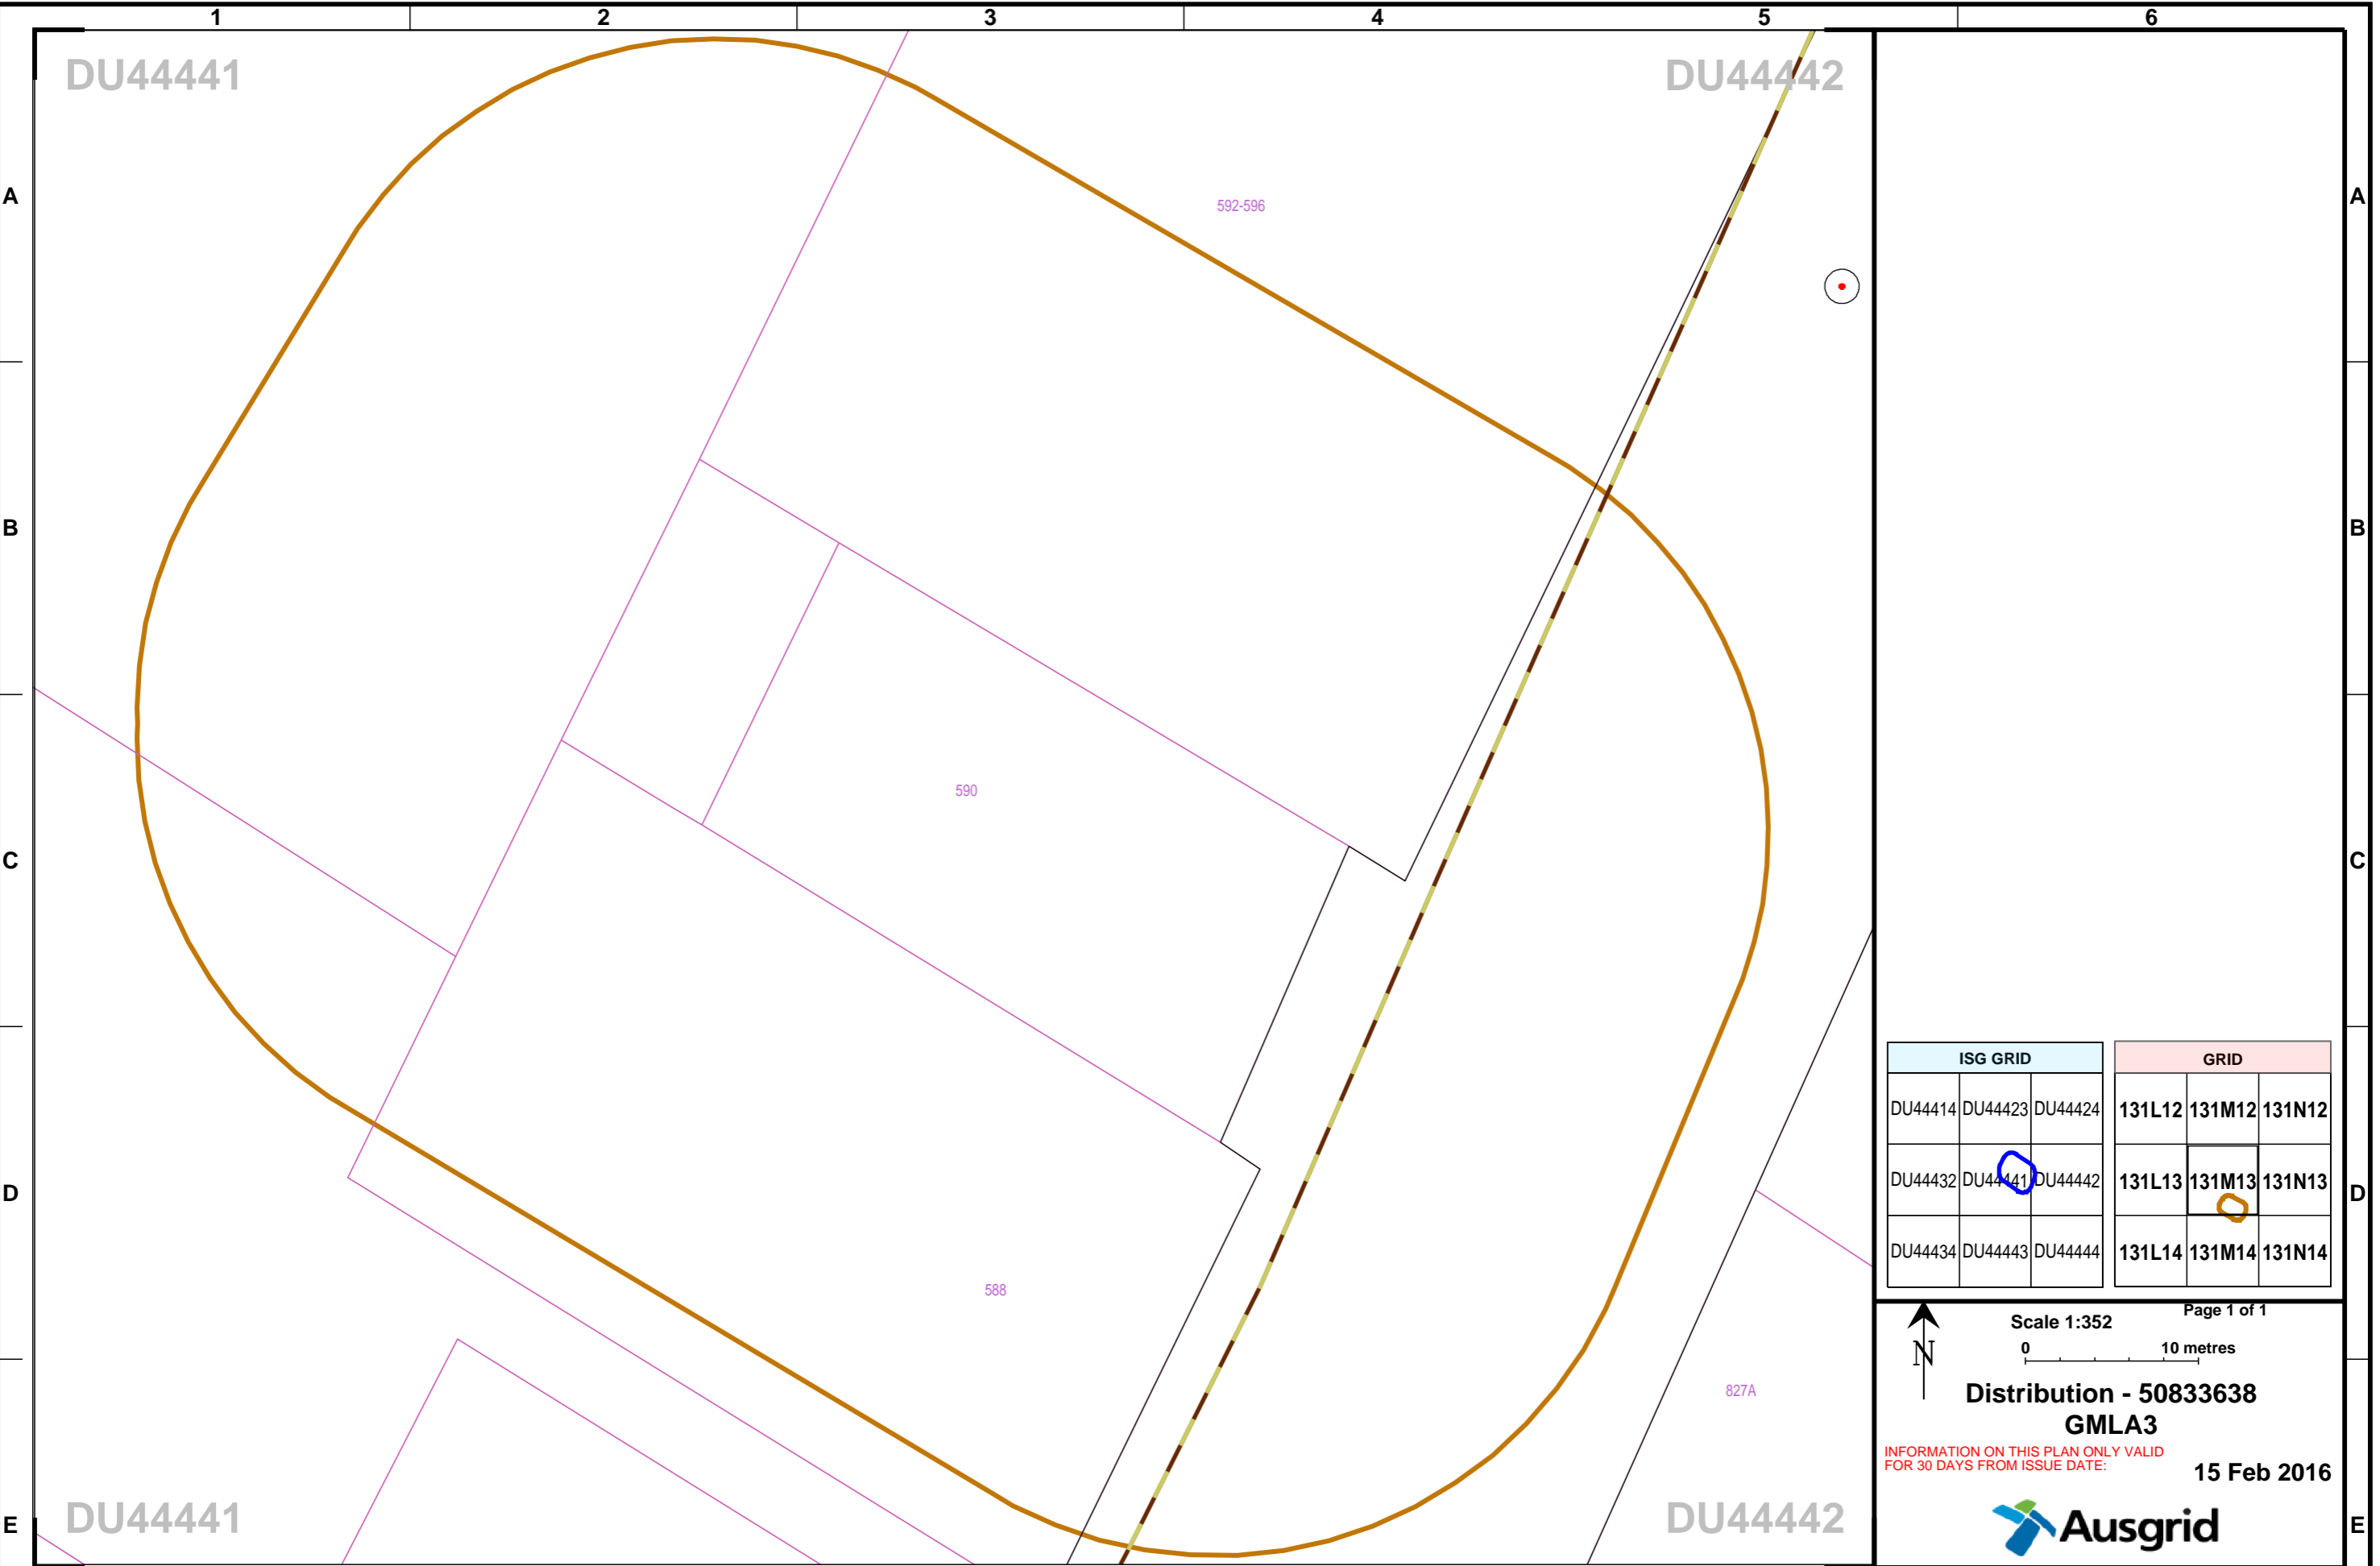 1 2 3 4 5 6
DU44441 DU44442
A A
592-596
B B
590
C C
D D
588
827A
E E
DU44441 DU44442
ISG GRID
DU44414 DU44423 DU44424
DU44432 DU44441 DU44442
DU44434 DU44443 DU44444
GRID
131L12 131M12 131N12
131L13 131M13 131N13
131L14 131M14 131N14
Page 1 of 1
Scale 1:352
0 10 metres
N
Distribution - 50833638
GMLA3
INFORMATION ON THIS PLAN ONLY VALID
FOR 30 DAYS FROM ISSUE DATE:
15 Feb 2016
Ausgrid